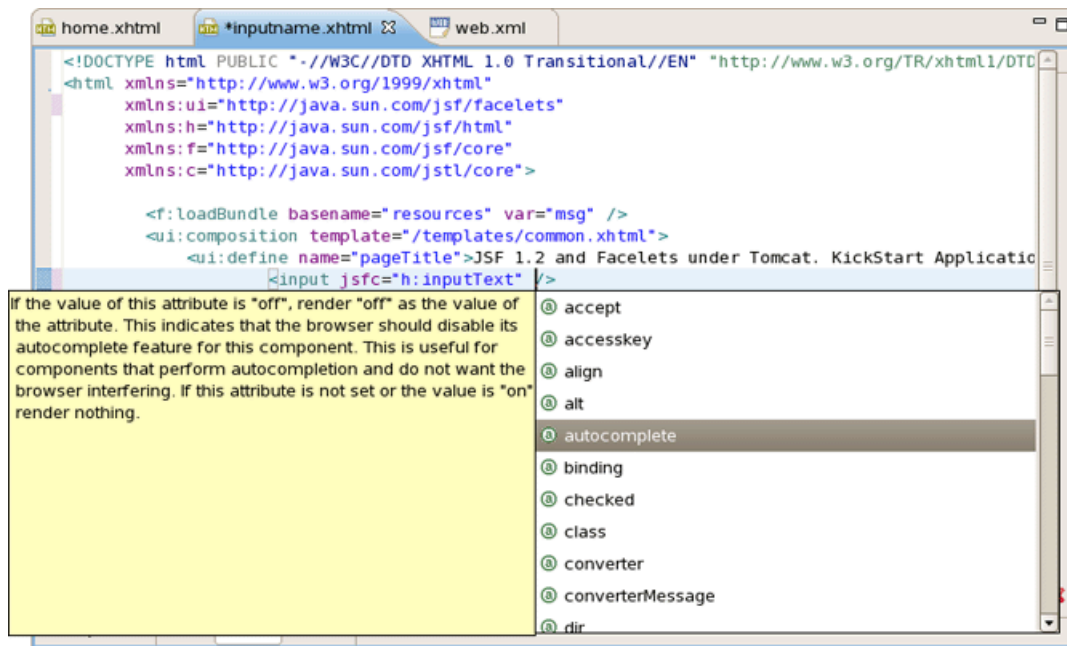 home.xhtml
*inputname.xhtml
web.xml
<!DOCTYPE html PUBLIC "-//W3C//DTD XHTML 1.0 Transitional//EN" "http://www.w3.org/TR/xhtml1/DTD
<html xmlns="http://www.w3.org/1999/xhtml"
xmlns:ui="http://java.sun.com/jsf/facelets"
xmlns:h="http://java.sun.com/jsf/html"
xmlns:f="http://java.sun.com/jsf/core"
xmlns:c="http://java.sun.com/jstl/core">
<f:loadBundle basename="resources" var="msg" />
<ui:composition template="/templates/common.xhtml">
<ui:define name="pageTitle">JSF 1.2 and Facelets under Tomcat. KickStart Applicatio
<input jsfc="h:inputText" />
If the value of this attribute is "off", render "off" as the value of
the attribute. This indicates that the browser should disable its
autocomplete feature for this component. This is useful for
components that perform autocompletion and do not want the
browser interfering. If this attribute is not set or the value is "on"
render nothing.
accept
accesskey
align
alt
autocomplete
binding
checked
class
converter
converterMessage
dir